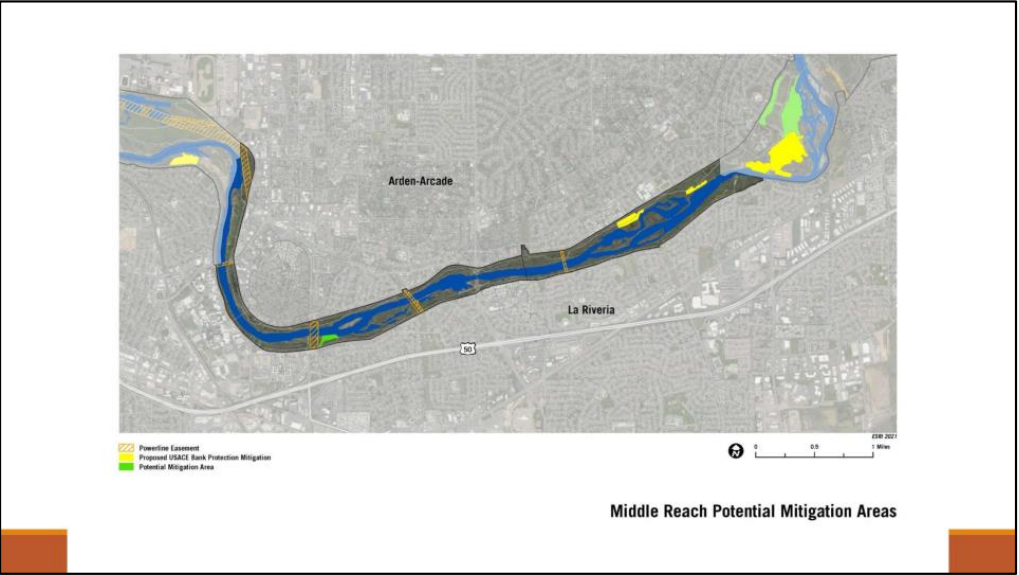 Arden-Arcade
La Riveria
50
ESRI 2021
Powerline Easement
Proposed USACE Bank Protection Mitigation
Potential Mitigation Area
N
0 0.5 1 Miles
Middle Reach Potential Mitigation Areas